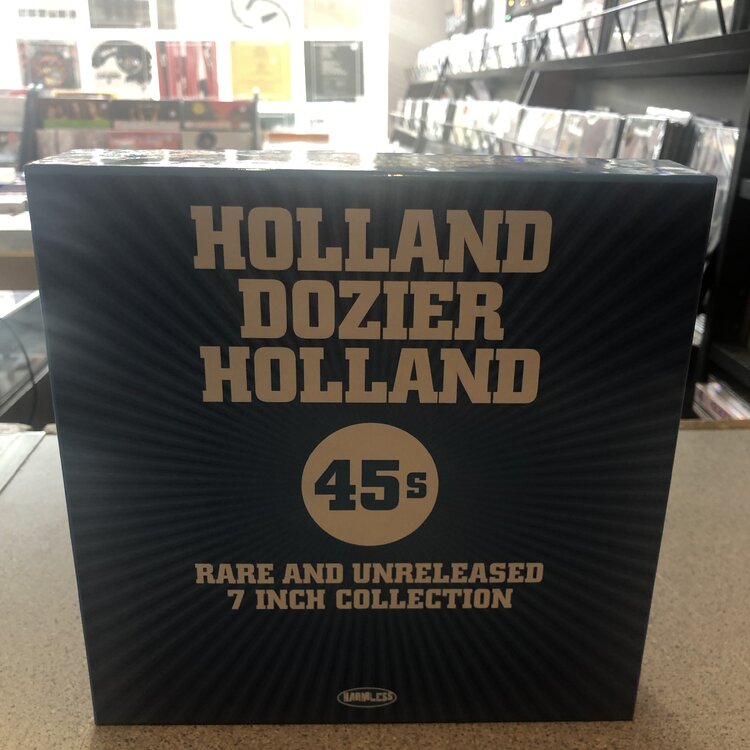 HOLLAND
DOZIER
HOLLAND
45s
RARE AND UNRELEASED
7 INCH COLLECTION
HARMLESS